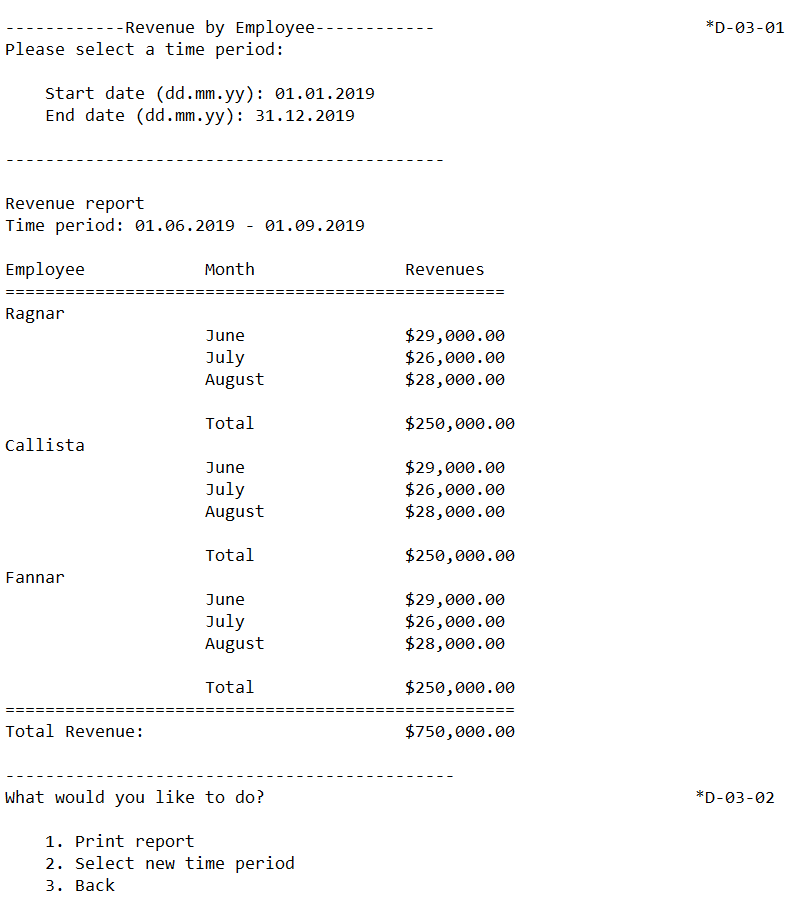 ------------Revenue by Employee------------ *D-03-01
Please select a time period:
Start date (dd.mm.yy): 01.01.2019
End date (dd.mm.yy): 31.12.2019
--------------------------------------------
Revenue report
Time period: 01.06.2019 - 01.09.2019
Employee Month Revenues
==================================================
Ragnar
June $29,000.00
July $26,000.00
August $28,000.00
Total $250,000.00
Callista
June $29,000.00
July $26,000.00
August $28,000.00
Total $250,000.00
Fannar
June $29,000.00
July $26,000.00
August $28,000.00
Total $250,000.00
===================================================
Total Revenue: $750,000.00
---------------------------------------------
What would you like to do? *D-03-02
1. Print report
2. Select new time period
3. Back